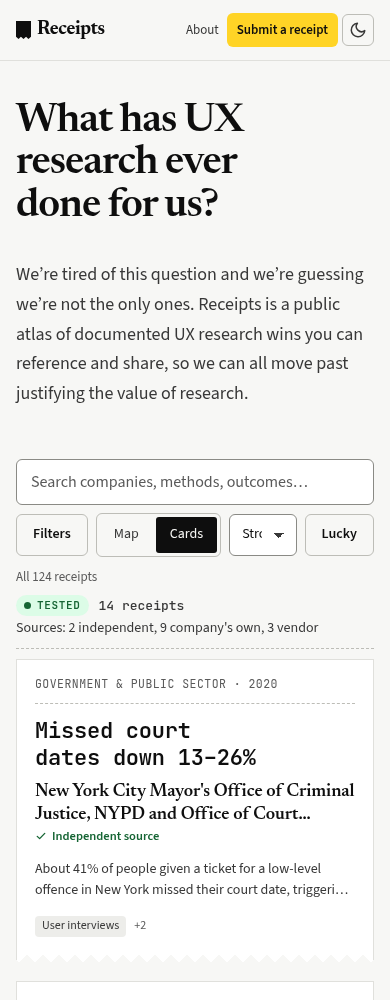 Receipts
About
Submit a receipt
What has UX
research ever
done for us?
We’re tired of this question and we’re guessing
we’re not the only ones. Receipts is a public
atlas of documented UX research wins you can
reference and share, so we can all move past
justifying the value of research.
Search companies, methods, outcomes…
Filters
Map
Cards
Lucky
All 124 receipts
TESTED
14 receipts
Sources: 2 independent, 9 company's own, 3 vendor
GOVERNMENT & PUBLIC SECTOR · 2020
Missed court
dates down 13–26%
New York City Mayor's Office of Criminal
Justice, NYPD and Office of Court…
Independent source
About 41% of people given a ticket for a low-level
offence in New York missed their court date, triggeri…
User interviews
+2